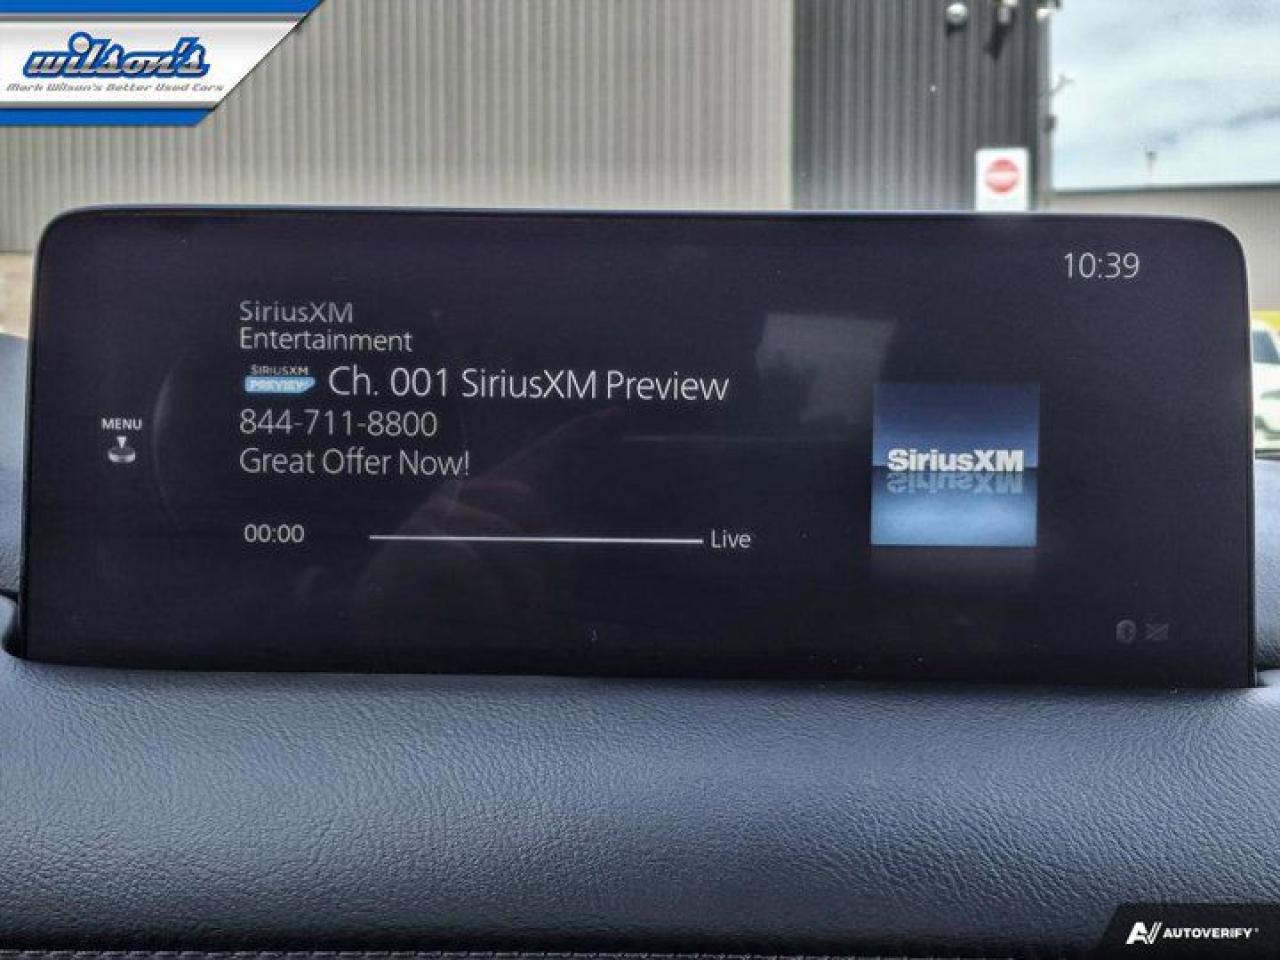 wilson's
Mark Wilson's Better Used Cars
10:39
SiriusXM
Entertainment
SIRIUSXM
PREVIEW
Ch. 001 SiriusXM Preview
844-711-8800
Great Offer Now!
MENU
SiriusXM
00:00
Live
AUTOVERIFY